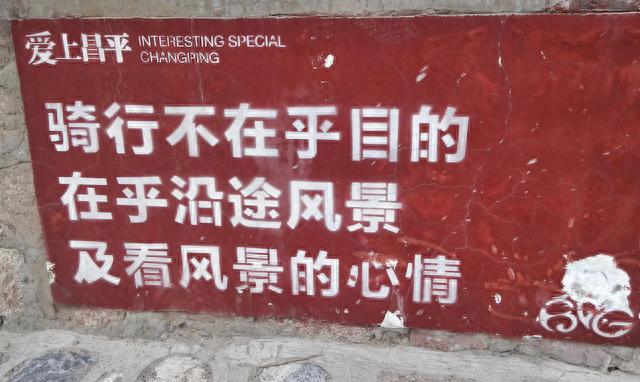 爱上昌平 INTERESTING SPECIAL
CHANGPING
骑行不在乎目的
在乎沿途风景
及看风景的心情